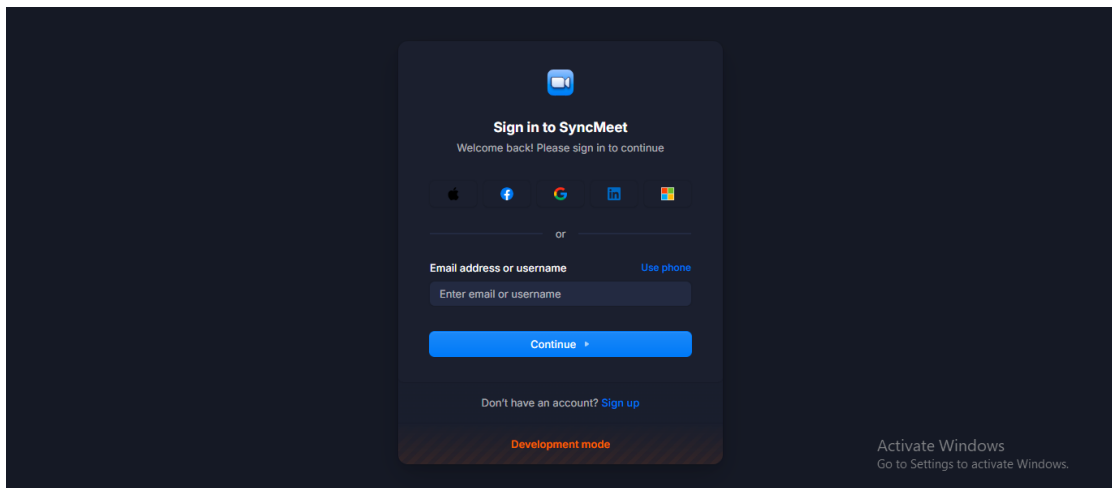 Sign in to SyncMeet
Welcome back! Please sign in to continue
or
Email address or username
Use phone
Enter email or username
Continue
Don't have an account? Sign up
Development mode
Activate Windows
Go to Settings to activate Windows.